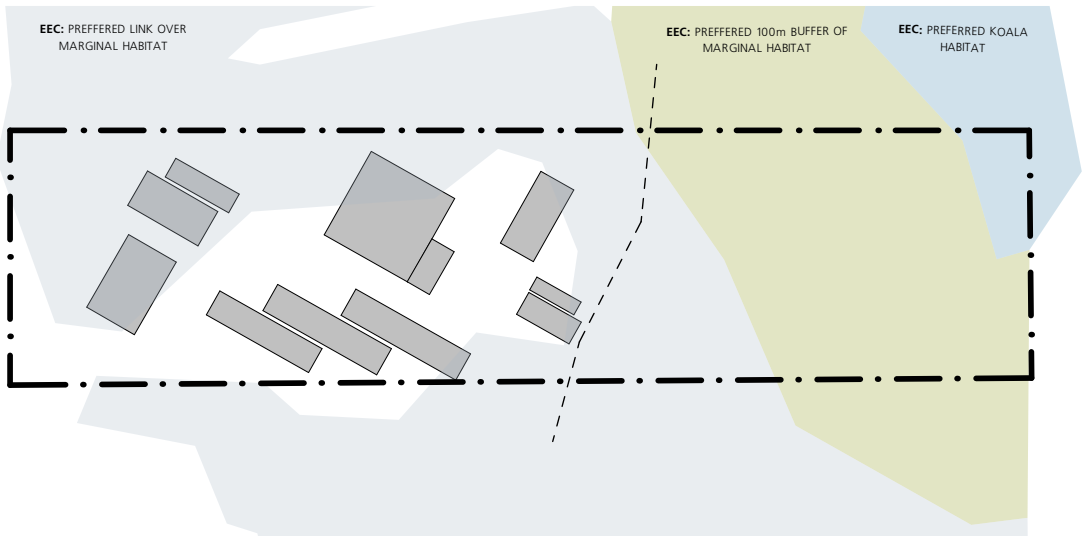 EEC: PREFFERED LINK OVER
MARGINAL HABITAT
EEC: PREFFERED 100m BUFFER OF
MARGINAL HABITAT
EEC: PREFERRED KOALA
HABITAT